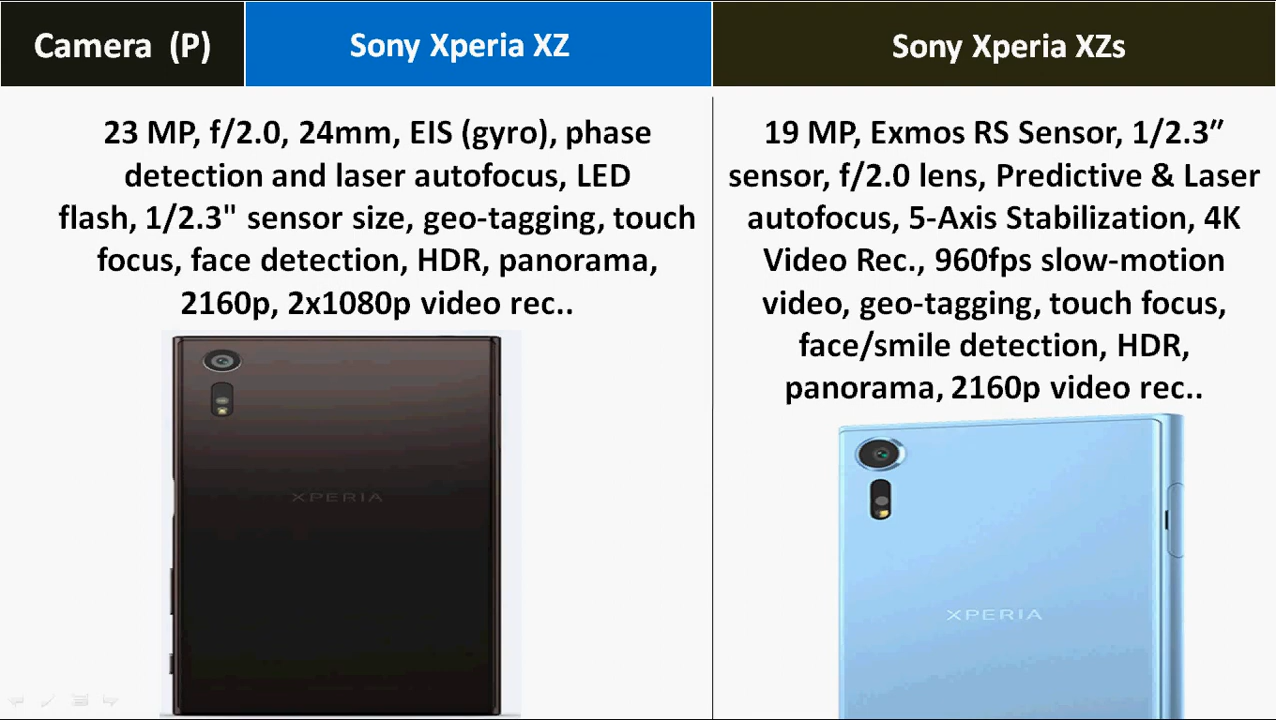 Camera (P)
Sony Xperia XZ
Sony Xperia XZs
23 MP, f/2.0, 24mm, EIS (gyro), phase
detection and laser autofocus, LED
flash, 1/2.3" sensor size, geo-tagging, touch
focus, face detection, HDR, panorama,
2160p, 2x1080p video rec..
19 MP, Exmos RS Sensor, 1/2.3″
sensor, f/2.0 lens, Predictive & Laser
autofocus, 5-Axis Stabilization, 4K
Video Rec., 960fps slow-motion
video, geo-tagging, touch focus,
face/smile detection, HDR,
panorama, 2160p video rec..
XPERIA
XPERIA